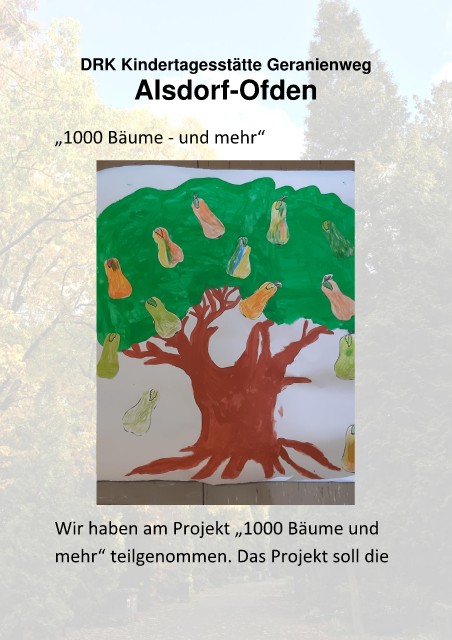 DRK Kindertagesstätte Geranienweg
Alsdorf-Ofden
„1000 Bäume - und mehr“
Wir haben am Projekt „1000 Bäume und
mehr“ teilgenommen. Das Projekt soll die